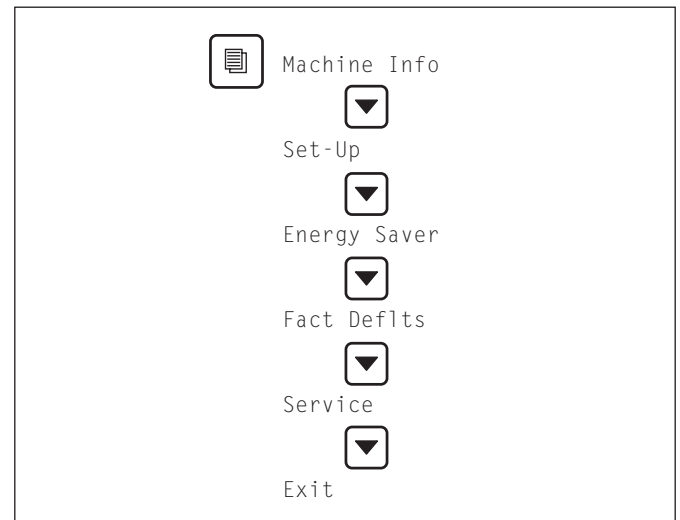 Machine Info
Set-Up
Energy Saver
Fact Deflts
Service
Exit